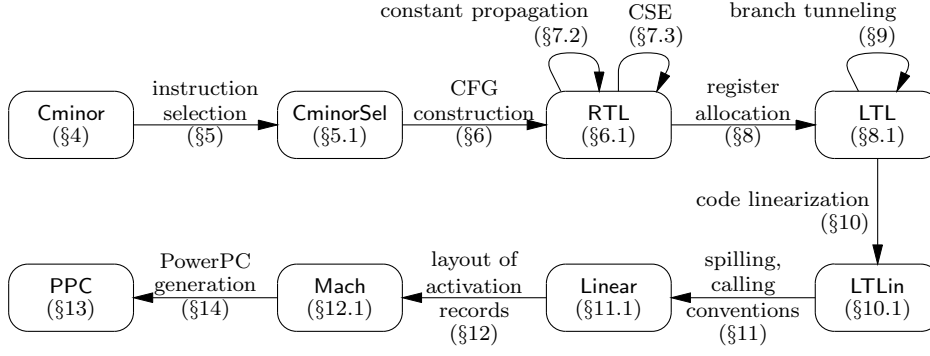 constant propagation
(§7.2)
CSE
(§7.3)
branch tunneling
(§9)
Cminor
(§4)
instruction
selection
(§5)
CminorSel
(§5.1)
CFG
construction
(§6)
RTL
(§6.1)
register
allocation
(§8)
LTL
(§8.1)
code linearization
(§10)
PPC
(§13)
PowerPC
generation
(§14)
Mach
(§12.1)
layout of
activation
records
(§12)
Linear
(§11.1)
spilling,
calling
conventions
(§11)
LTLin
(§10.1)